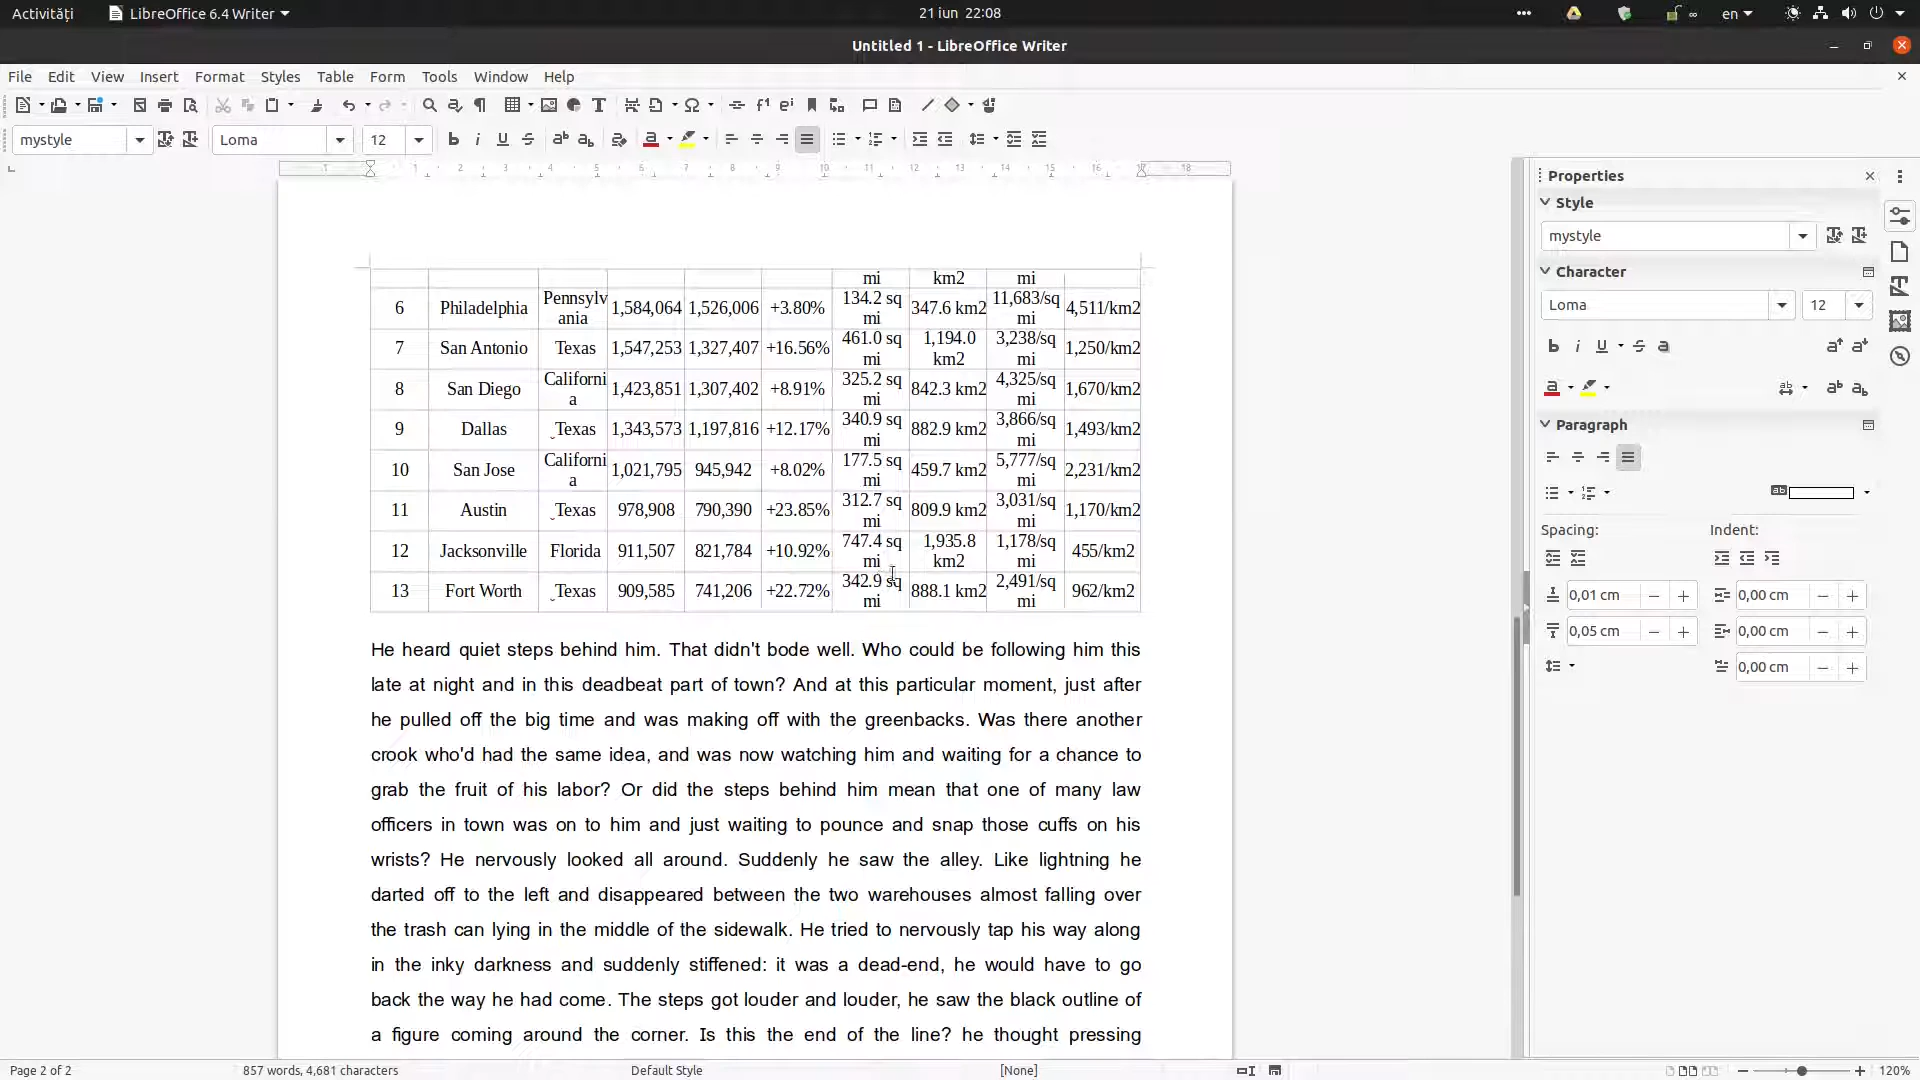 Activități LibreOffice 6.4 Writer 21 iun 22:08 en
Untitled 1 - LibreOffice Writer
File Edit View Insert Format Styles Table Form Tools Window Help
mystyle Loma 12
1 1 2 3 4 5 6 7 8 9 10 11 12 13 14 15 16 17 18
mi km2 mi
6 Philadelphia Pennsylv ania 1,584,064 1,526,006 +3.80% 134.2 sq mi 347.6 km2 11,683/sq mi 4,511/km2
7 San Antonio Texas 1,547,253 1,327,407 +16.56% 461.0 sq mi 1,194.0 km2 3,238/sq mi 1,250/km2
8 San Diego Californi a 1,423,851 1,307,402 +8.91% 325.2 sq mi 842.3 km2 4,325/sq mi 1,670/km2
9 Dallas Texas 1,343,573 1,197,816 +12.17% 340.9 sq mi 882.9 km2 3,866/sq mi 1,493/km2
10 San Jose Californi a 1,021,795 945,942 +8.02% 177.5 sq mi 459.7 km2 5,777/sq mi 2,231/km2
11 Austin Texas 978,908 790,390 +23.85% 312.7 sq mi 809.9 km2 3,031/sq mi 1,170/km2
12 Jacksonville Florida 911,507 821,784 +10.92% 747.4 sq mi 1,935.8 km2 1,178/sq mi 455/km2
13 Fort Worth Texas 909,585 741,206 +22.72% 342.9 sq mi 888.1 km2 2,491/sq mi 962/km2
He heard quiet steps behind him. That didn't bode well. Who could be following him this
late at night and in this deadbeat part of town? And at this particular moment, just after
he pulled off the big time and was making off with the greenbacks. Was there another
crook who'd had the same idea, and was now watching him and waiting for a chance to
grab the fruit of his labor? Or did the steps behind him mean that one of many law
officers in town was on to him and just waiting to pounce and snap those cuffs on his
wrists? He nervously looked all around. Suddenly he saw the alley. Like lightning he
darted off to the left and disappeared between the two warehouses almost falling over
the trash can lying in the middle of the sidewalk. He tried to nervously tap his way along
in the inky darkness and suddenly stiffened: it was a dead-end, he would have to go
back the way he had come. The steps got louder and louder, he saw the black outline of
a figure coming around the corner. Is this the end of the line? he thought pressing
Properties
Style
mystyle
Character
Loma 12
Paragraph
Spacing: Indent:
0,01 cm 0,00 cm
0,05 cm 0,00 cm
0,00 cm
Page 2 of 2 857 words, 4,681 characters Default Style [None] 120%